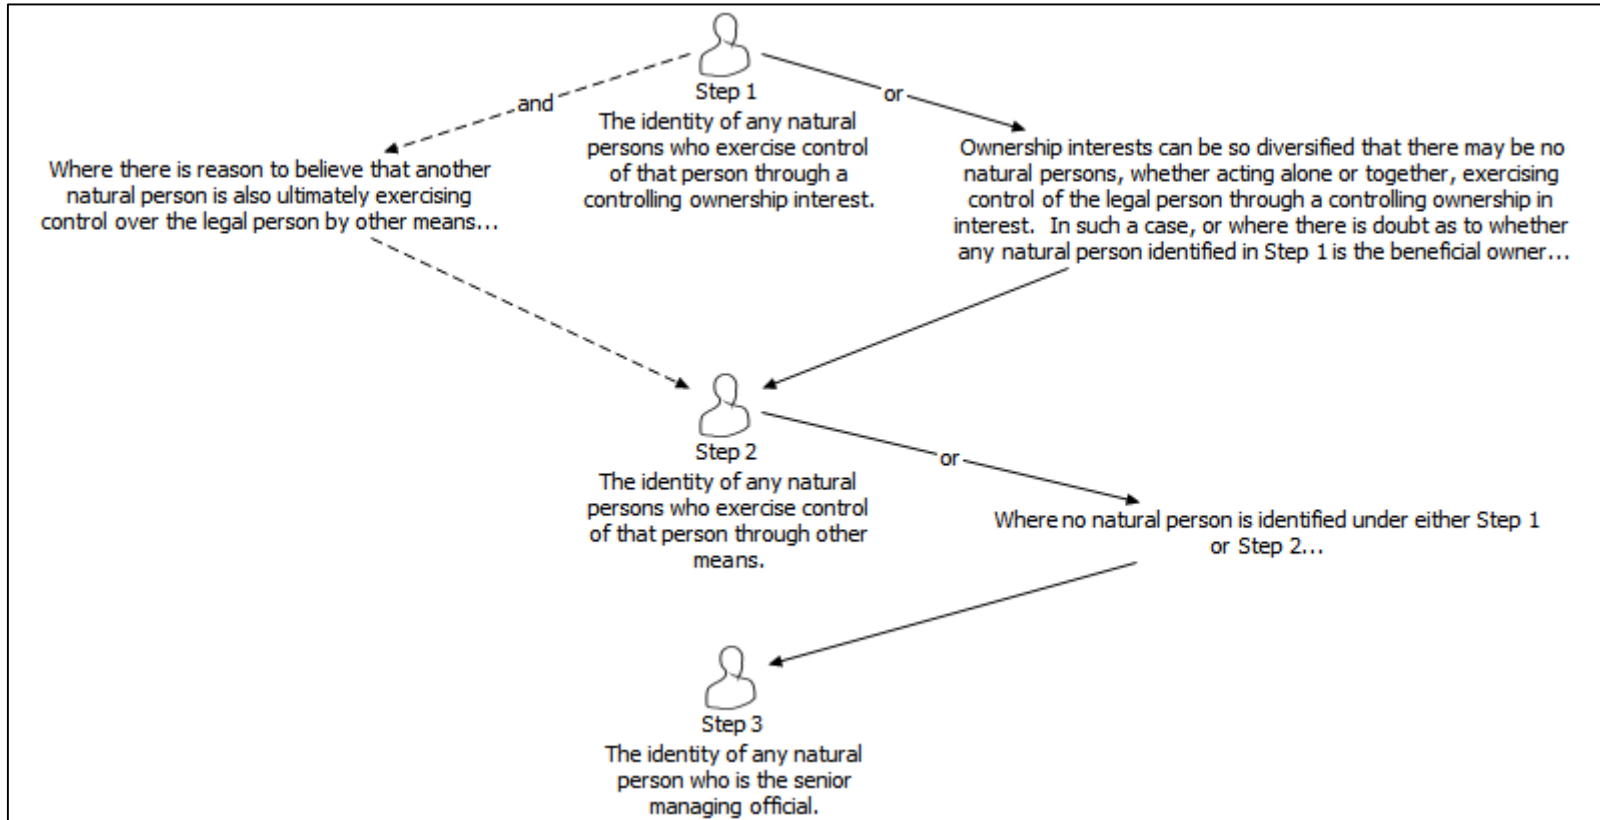 Step 1
The identity of any natural
persons who exercise control
of that person through a
controlling ownership interest.
and
or
Where there is reason to believe that another
natural person is also ultimately exercising
control over the legal person by other means...
Ownership interests can be so diversified that there may be no
natural persons, whether acting alone or together, exercising
control of the legal person through a controlling ownership in
interest.  In such a case, or where there is doubt as to whether
any natural person identified in Step 1 is the beneficial owner...
Step 2
The identity of any natural
persons who exercise control
of that person through other
means.
or
Where no natural person is identified under either Step 1
or Step 2...
Step 3
The identity of any natural
person who is the senior
managing official.